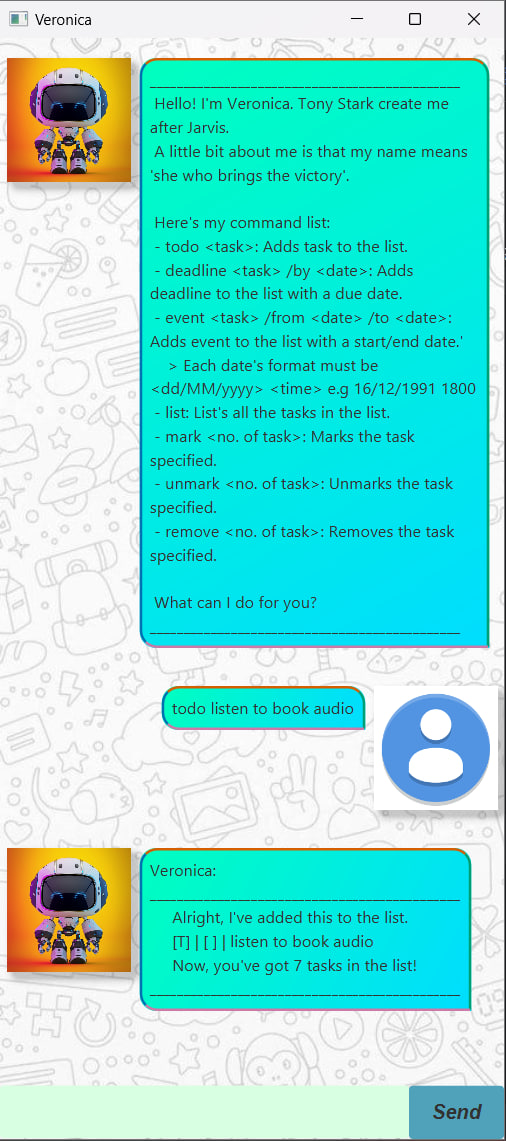 Veronica
______________________________________
Hello! I'm Veronica. Tony Stark create me
after Jarvis.
A little bit about me is that my name means
'she who brings the victory'.
Here's my command list:
- todo <task>: Adds task to the list.
- deadline <task> /by <date>: Adds
deadline to the list with a due date.
- event <task> /from <date> /to <date>:
Adds event to the list with a start/end date.'
> Each date's format must be
<dd/MM/yyyy> <time> e.g 16/12/1991 1800
- list: List's all the tasks in the list.
- mark <no. of task>: Marks the task
specified.
- unmark <no. of task>: Unmarks the task
specified.
- remove <no. of task>: Removes the task
specified.
What can I do for you?
______________________________________
todo listen to book audio
Veronica:
______________________________________
Alright, I've added this to the list.
[T] | [ ] | listen to book audio
Now, you've got 7 tasks in the list!
______________________________________
Send